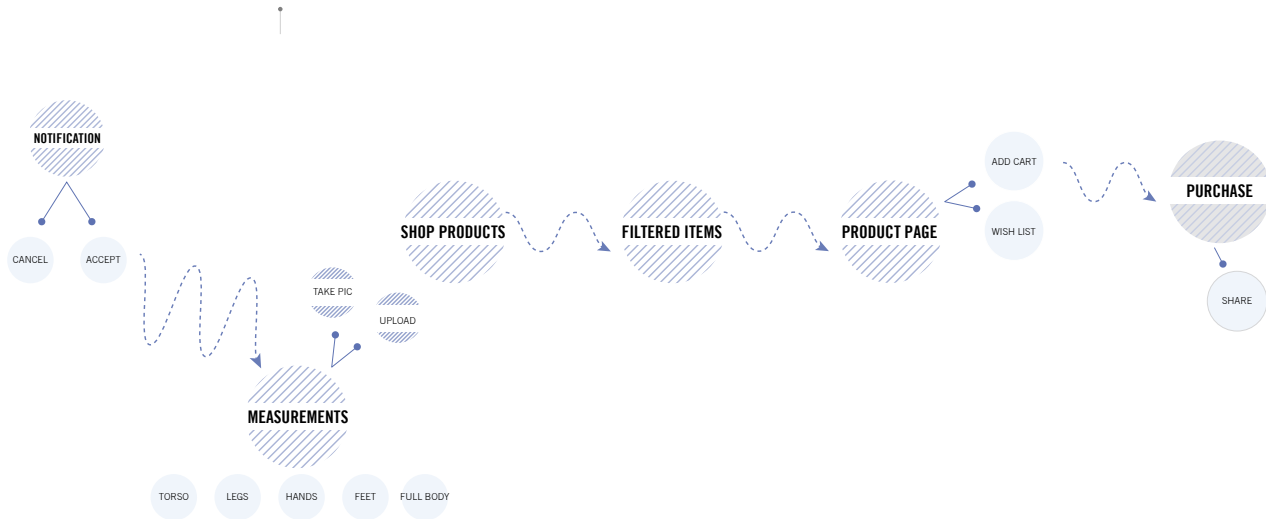 NOTIFICATION
CANCEL
ACCEPT
TAKE PIC
UPLOAD
MEASUREMENTS
TORSO
LEGS
HANDS
FEET
FULL BODY
SHOP PRODUCTS
FILTERED ITEMS
PRODUCT PAGE
ADD CART
WISH LIST
PURCHASE
SHARE